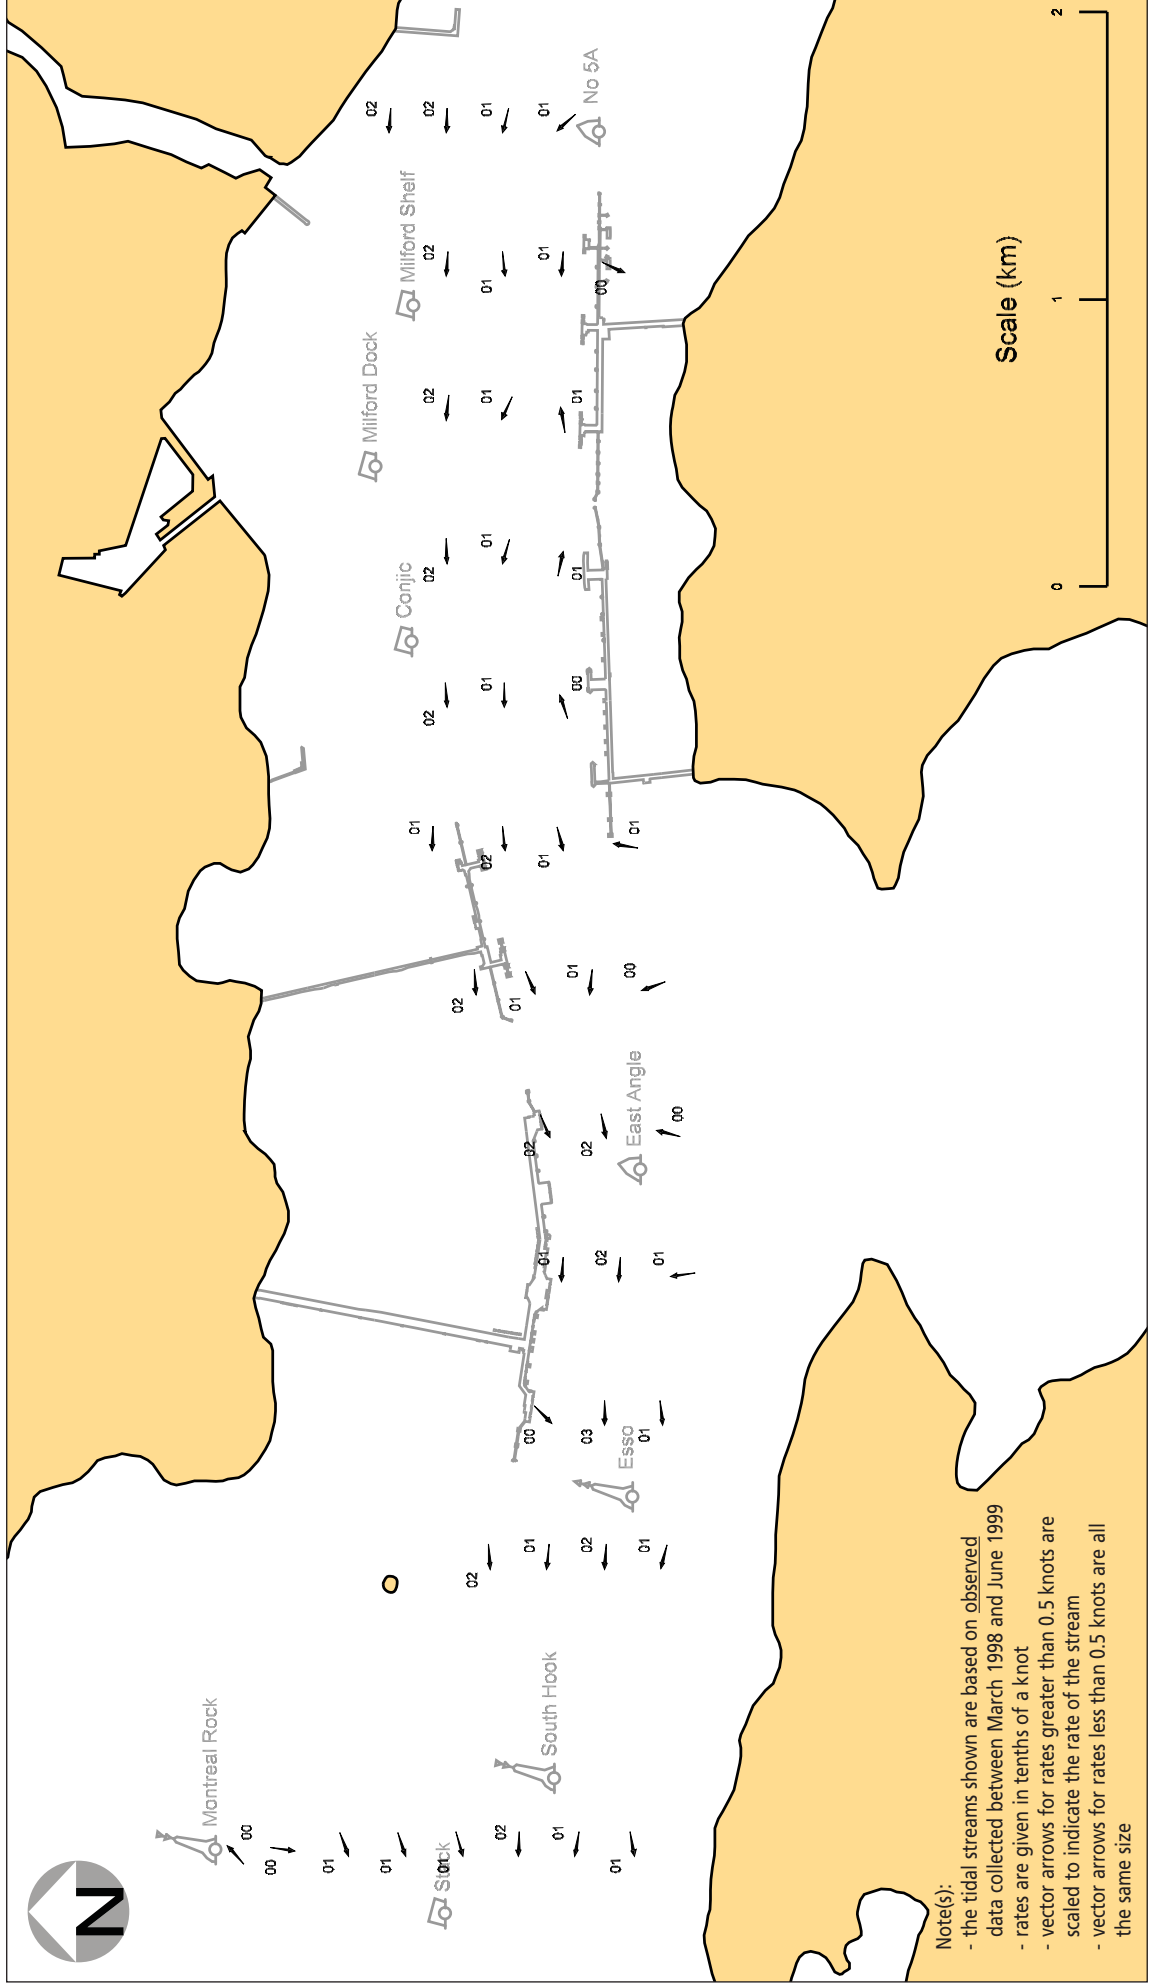 N
Montreal Rock
Stack
South Hook
Esso
East Angle
Conjic
Milford Dock
Milford Shelf
No 5A
00
00
01
01
01
02
01
01
02
01
02
01
00
03
01
01
02
01
02
02
00
02
01
01
00
01
02
01
01
02
01
00
02
01
01
02
01
01
02
01
01
00
02
02
01
01
Note(s):
- the tidal streams shown are based on observed
data collected between March 1998 and June 1999
- rates are given in tenths of a knot
- vector arrows for rates greater than 0.5 knots are
scaled to indicate the rate of the stream
- vector arrows for rates less than 0.5 knots are all
the same size
Scale (km)
0 1 2